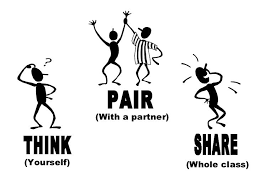 THINK
(Yourself)
PAIR
(With a partner)
SHARE
(Whole class)